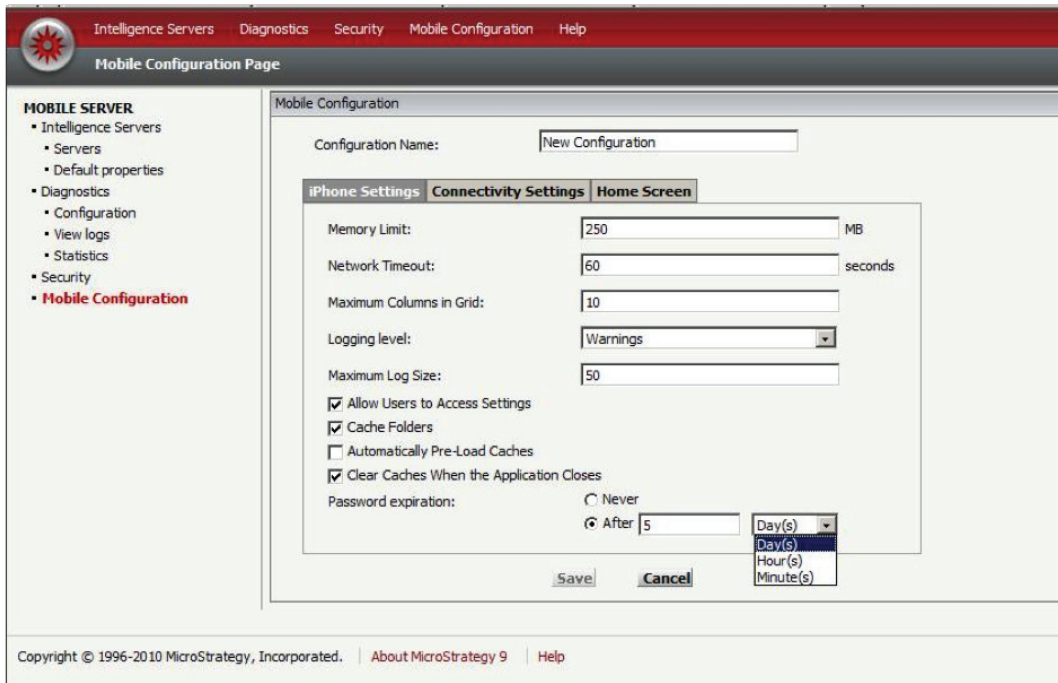 Intelligence Servers Diagnostics Security Mobile Configuration Help
Mobile Configuration Page
MOBILE SERVER
Intelligence Servers
Servers
Default properties
Diagnostics
Configuration
View logs
Statistics
Security
Mobile Configuration
Mobile Configuration
Configuration Name: New Configuration
iPhone Settings Connectivity Settings Home Screen
Memory Limit: 250 MB
Network Timeout: 60 seconds
Maximum Columns in Grid: 10
Logging level: Warnings
Maximum Log Size: 50
Allow Users to Access Settings
Cache Folders
Automatically Pre-Load Caches
Clear Caches When the Application Closes
Password expiration: Never
After 5 Day(s)
Day(s)
Hour(s)
Minute(s)
Save Cancel
Copyright © 1996-2010 MicroStrategy, Incorporated. About MicroStrategy 9 Help